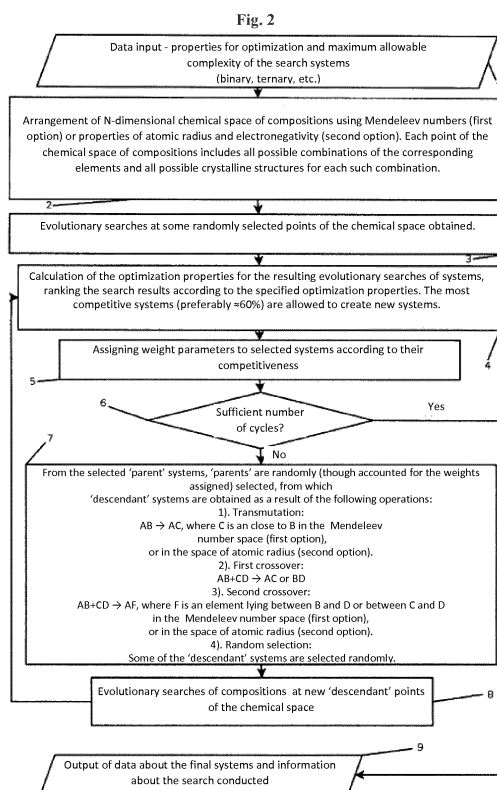 Fig. 2
Data input - properties for optimization and maximum allowable
complexity of the search systems
(binary, ternary, etc.)
Arrangement of N-dimensional chemical space of compositions using Mendeleev numbers (first
option) or properties of atomic radius and electronegativity (second option). Each point of the
chemical space of compositions includes all possible combinations of the corresponding
elements and all possible crystalline structures for each such combination.
2
Evolutionary searches at some randomly selected points of the chemical space obtained.
3
Calculation of the optimization properties for the resulting evolutionary searches of systems,
ranking the search results according to the specified optimization properties. The most
competitive systems (preferably ≈60%) are allowed to create new systems.
4
Assigning weight parameters to selected systems according to their
competitiveness
5
6
Sufficient number
of cycles?
Yes
No
7
From the selected 'parent' systems, 'parents' are randomly (though accounted for the weights
assigned) selected, from which
'descendant' systems are obtained as a result of the following operations:
1). Transmutation:
AB → AC, where C is an close to B in the Mendeleev
number space (first option),
or in the space of atomic radius (second option).
2). First crossover:
AB+CD → AC or BD
3). Second crossover:
AB+CD → AF, where F is an element lying between B and D or between C and D
in the Mendeleev number space (first option),
or in the space of atomic radius (second option).
4). Random selection:
Some of the 'descendant' systems are selected randomly.
Evolutionary searches of compositions at new 'descendant' points
of the chemical space
8
9
Output of data about the final systems and information
about the search conducted